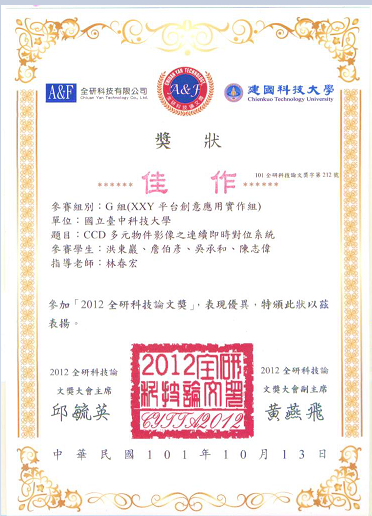 A&F 全研科技有限公司
Chiuan Yan Technology Co., Ltd
CHIUAN YAN TECHNOLOGY
A&F
建國科技大學
Chienkuo Technology University
獎狀
101 全研科技論文獎字第 212 號
****** 佳作 ******
參賽組別：G 組(XXY 平台創意應用實作組)
單位：國立臺中科技大學
題目：CCD 多元物件影像之連續即時對位系統
參賽學生：洪東巖、詹伯彥、吳承和、陳志偉
指導老師：林春宏
參加「2012 全研科技論文獎」，表現優異，特頒此狀以茲
表揚。
2012 全研科技論
文獎大會主席
邱毓英
2012全研
科技論文獎
CYTTA2012
2012 全研科技論
文獎大會副主席
黃燕飛
中華民國101年10月13日